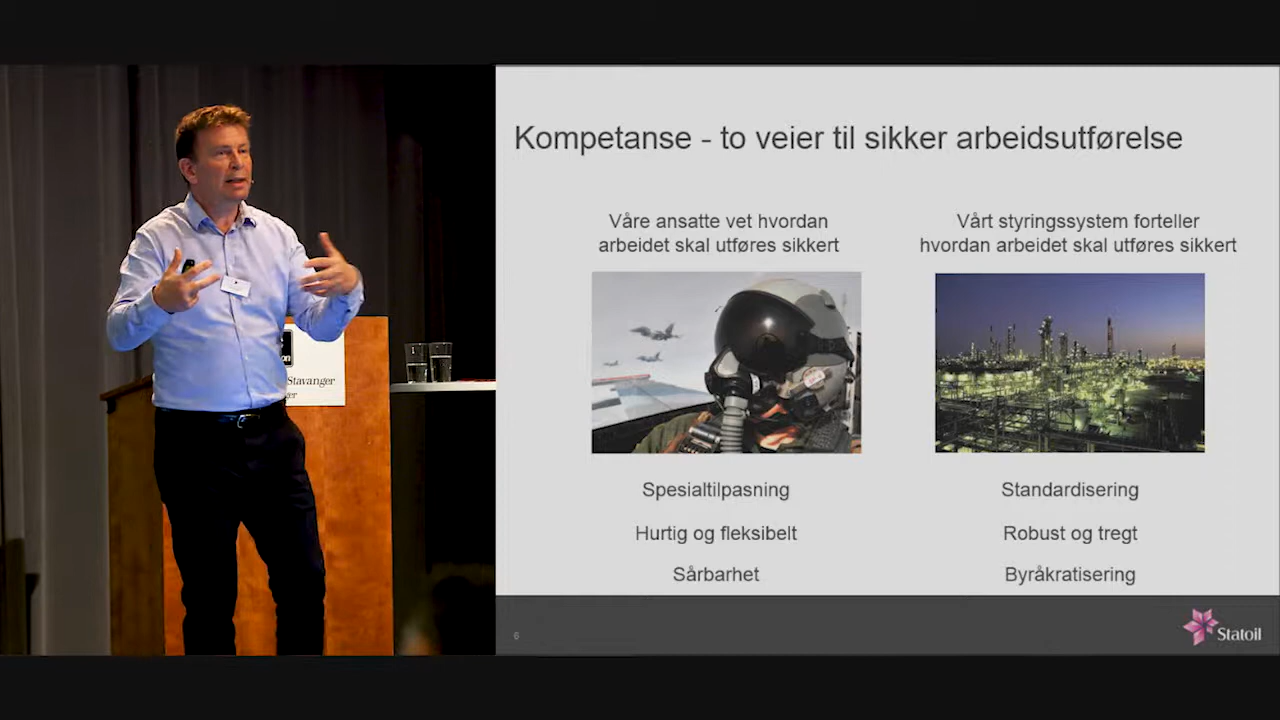 Kompetanse - to veier til sikker arbeidsutførelse
Våre ansatte vet hvordan
arbeidet skal utføres sikkert
Vårt styringssystem forteller
hvordan arbeidet skal utføres sikkert
Spesialtilpasning
Hurtig og fleksibelt
Sårbarhet
Standardisering
Robust og tregt
Byråkratisering
6
Statoil
Stavanger